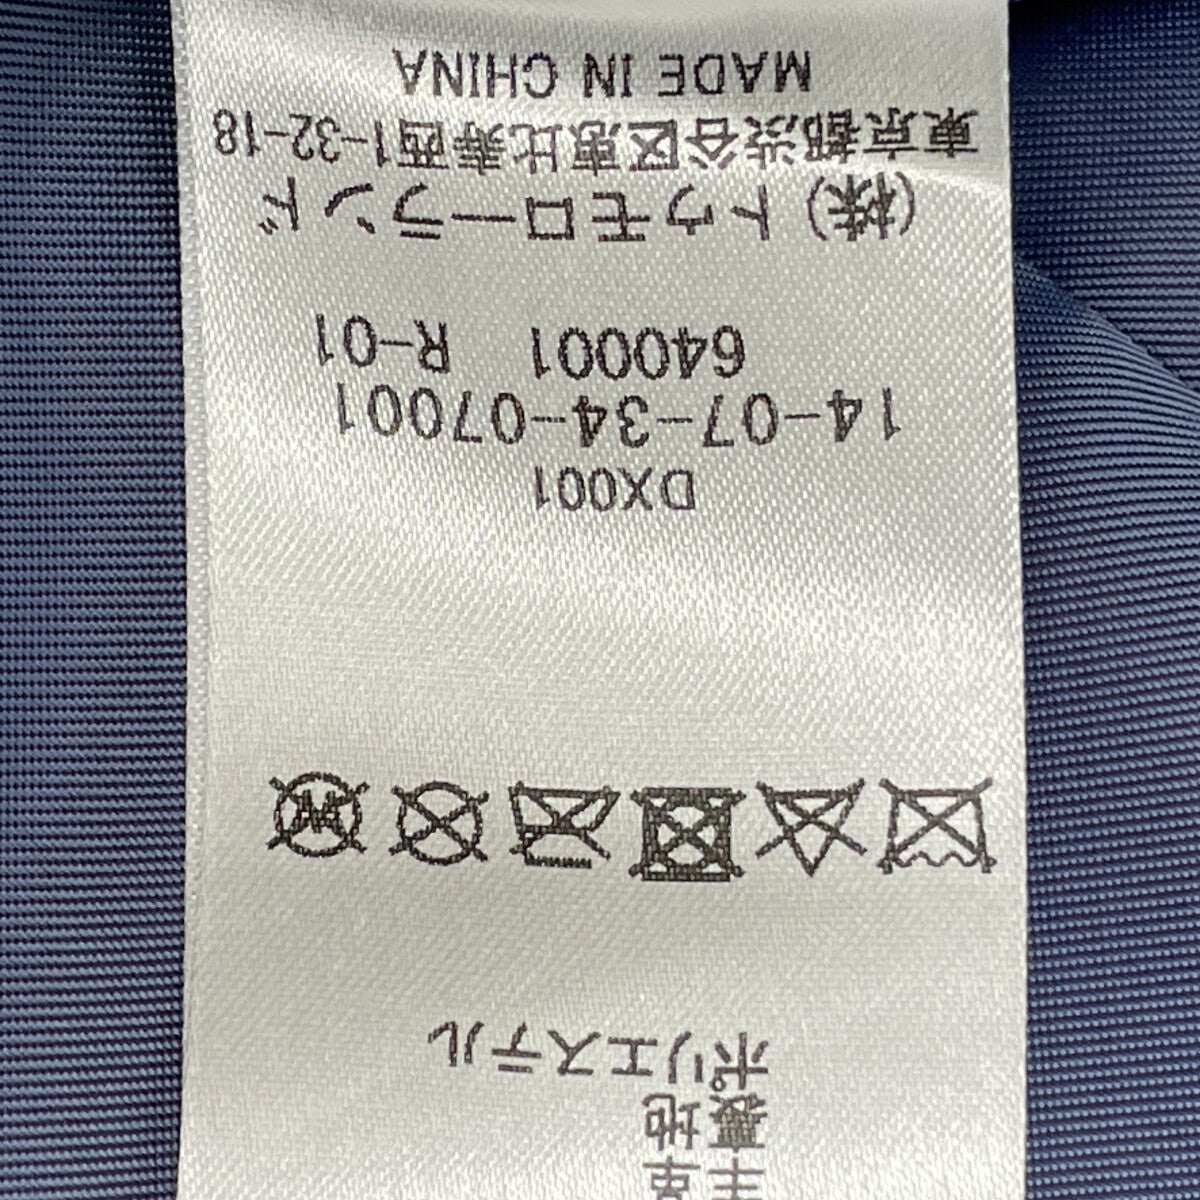 羊革
裏地
ポリエステル
DX001
14-07-34-07001
640001 R-01
(株)トゥモローランド
東京都渋谷区恵比寿西1-32-18
MADE IN CHINA